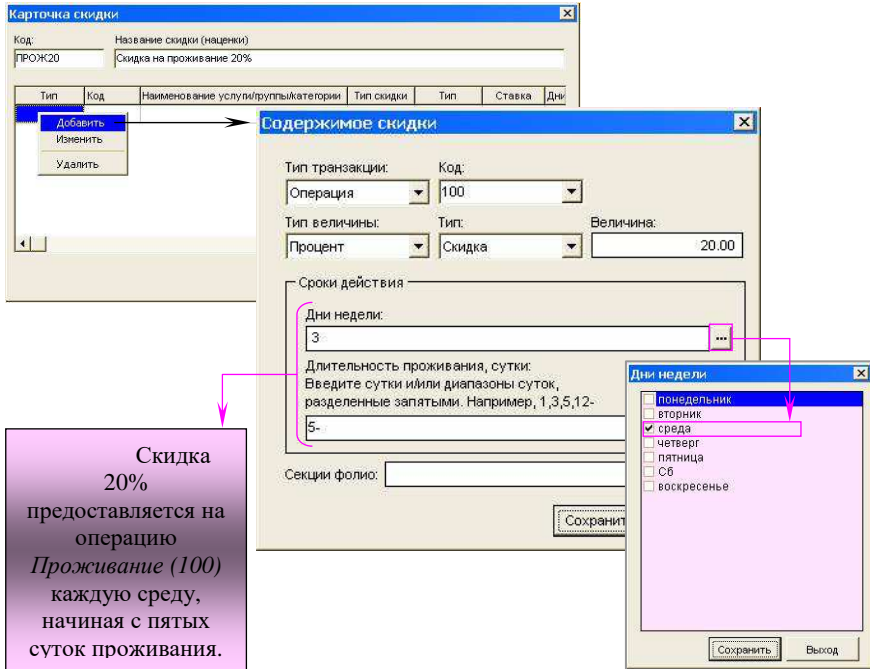 Карточка скидки
Код: Название скидки (наценки)
ПРОЖ20 Скидка на проживание 20%
Тип Код Наименование услуги/группы/категории Тип скидки Тип Ставка Дни
Добавить
Изменить
Удалить
Содержимое скидки
Тип транзакции: Код:
Операция 100
Тип величины: Тип: Величина:
Процент Скидка 20.00
Сроки действия
Дни недели:
3 ...
Длительность проживания, сутки:
Введите сутки и/или диапазоны суток,
разделенные запятыми. Например, 1,3,5,12-
5-
Секции фолио:
Сохранит
Дни недели
понедельник
вторник
среда
четверг
пятница
Сб
воскресенье
Сохранить Выход
Скидка
20%
предоставляется на
операцию
Проживание (100)
каждую среду,
начиная с пятых
суток проживания.